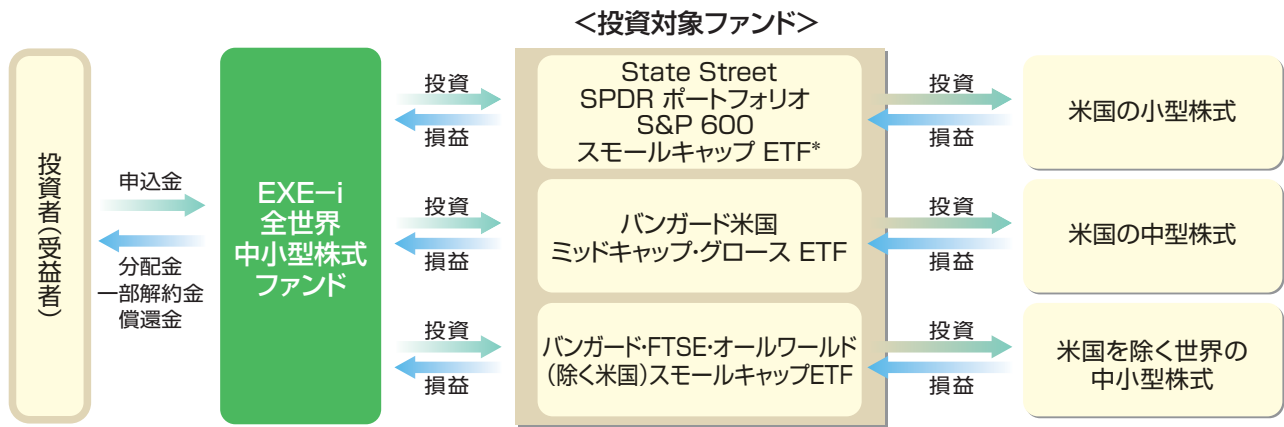 <投資対象ファンド>
投資者(受益者)
申込金
分配金
一部解約金
償還金
EXE-i
全世界
中小型株式
ファンド
投資
損益
State Street
SPDR ポートフォリオ
S&P 600
スモールキャップ ETF*
投資
損益
米国の小型株式
投資
損益
バンガード米国
ミッドキャップ・グロース ETF
投資
損益
米国の中型株式
投資
損益
バンガード・FTSE・オールワールド
(除く米国)スモールキャップETF
投資
損益
米国を除く世界の
中小型株式